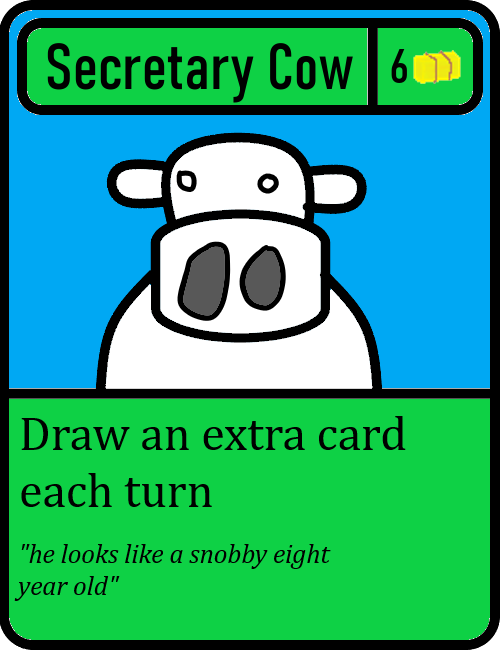 Secretary Cow 6
Draw an extra card
each turn
"he looks like a snobby eight
year old"